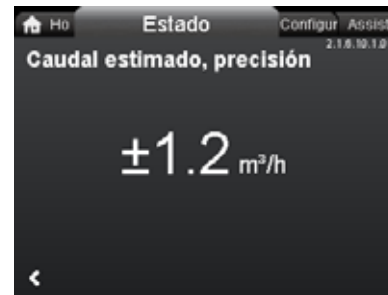 Ho Estado Configur Assist
2.1.6.10.1.0
Caudal estimado, precisión
±1.2 m³/h